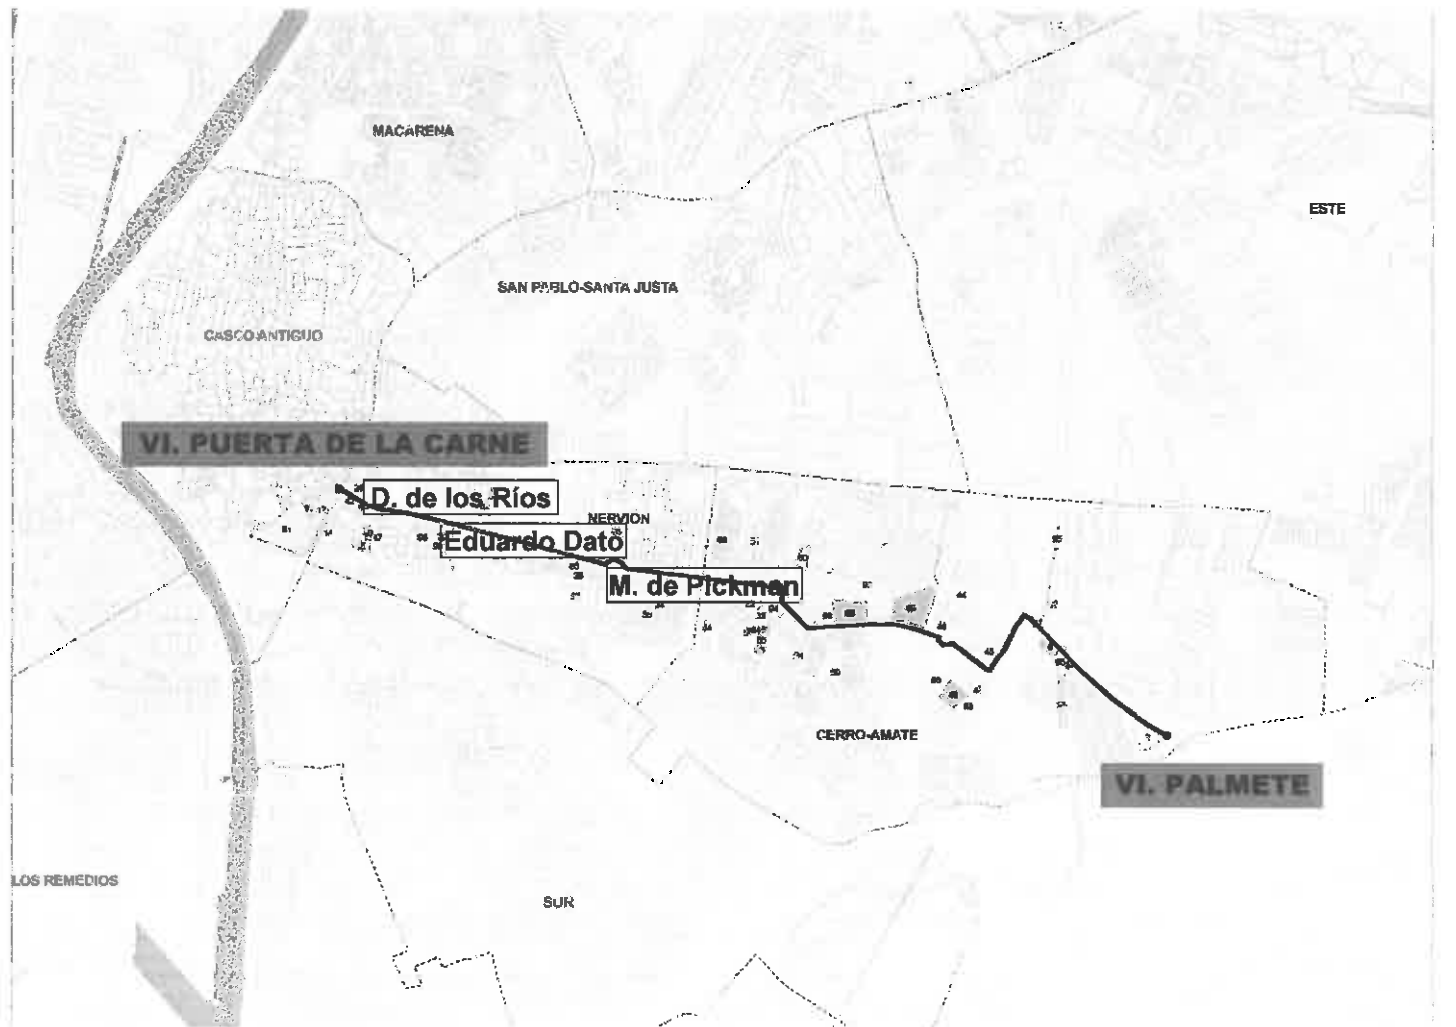 MACARENA
ESTE
SAN PABLO-SANTA JUSTA
CASCO ANTIGUO
VI. PUERTA DE LA CARNE
D. de los Ríos
NERVION
Eduardo Dato
M. de Pickman
CERRO-AMATE
VI. PALMETE
LOS REMEDIOS
SUR